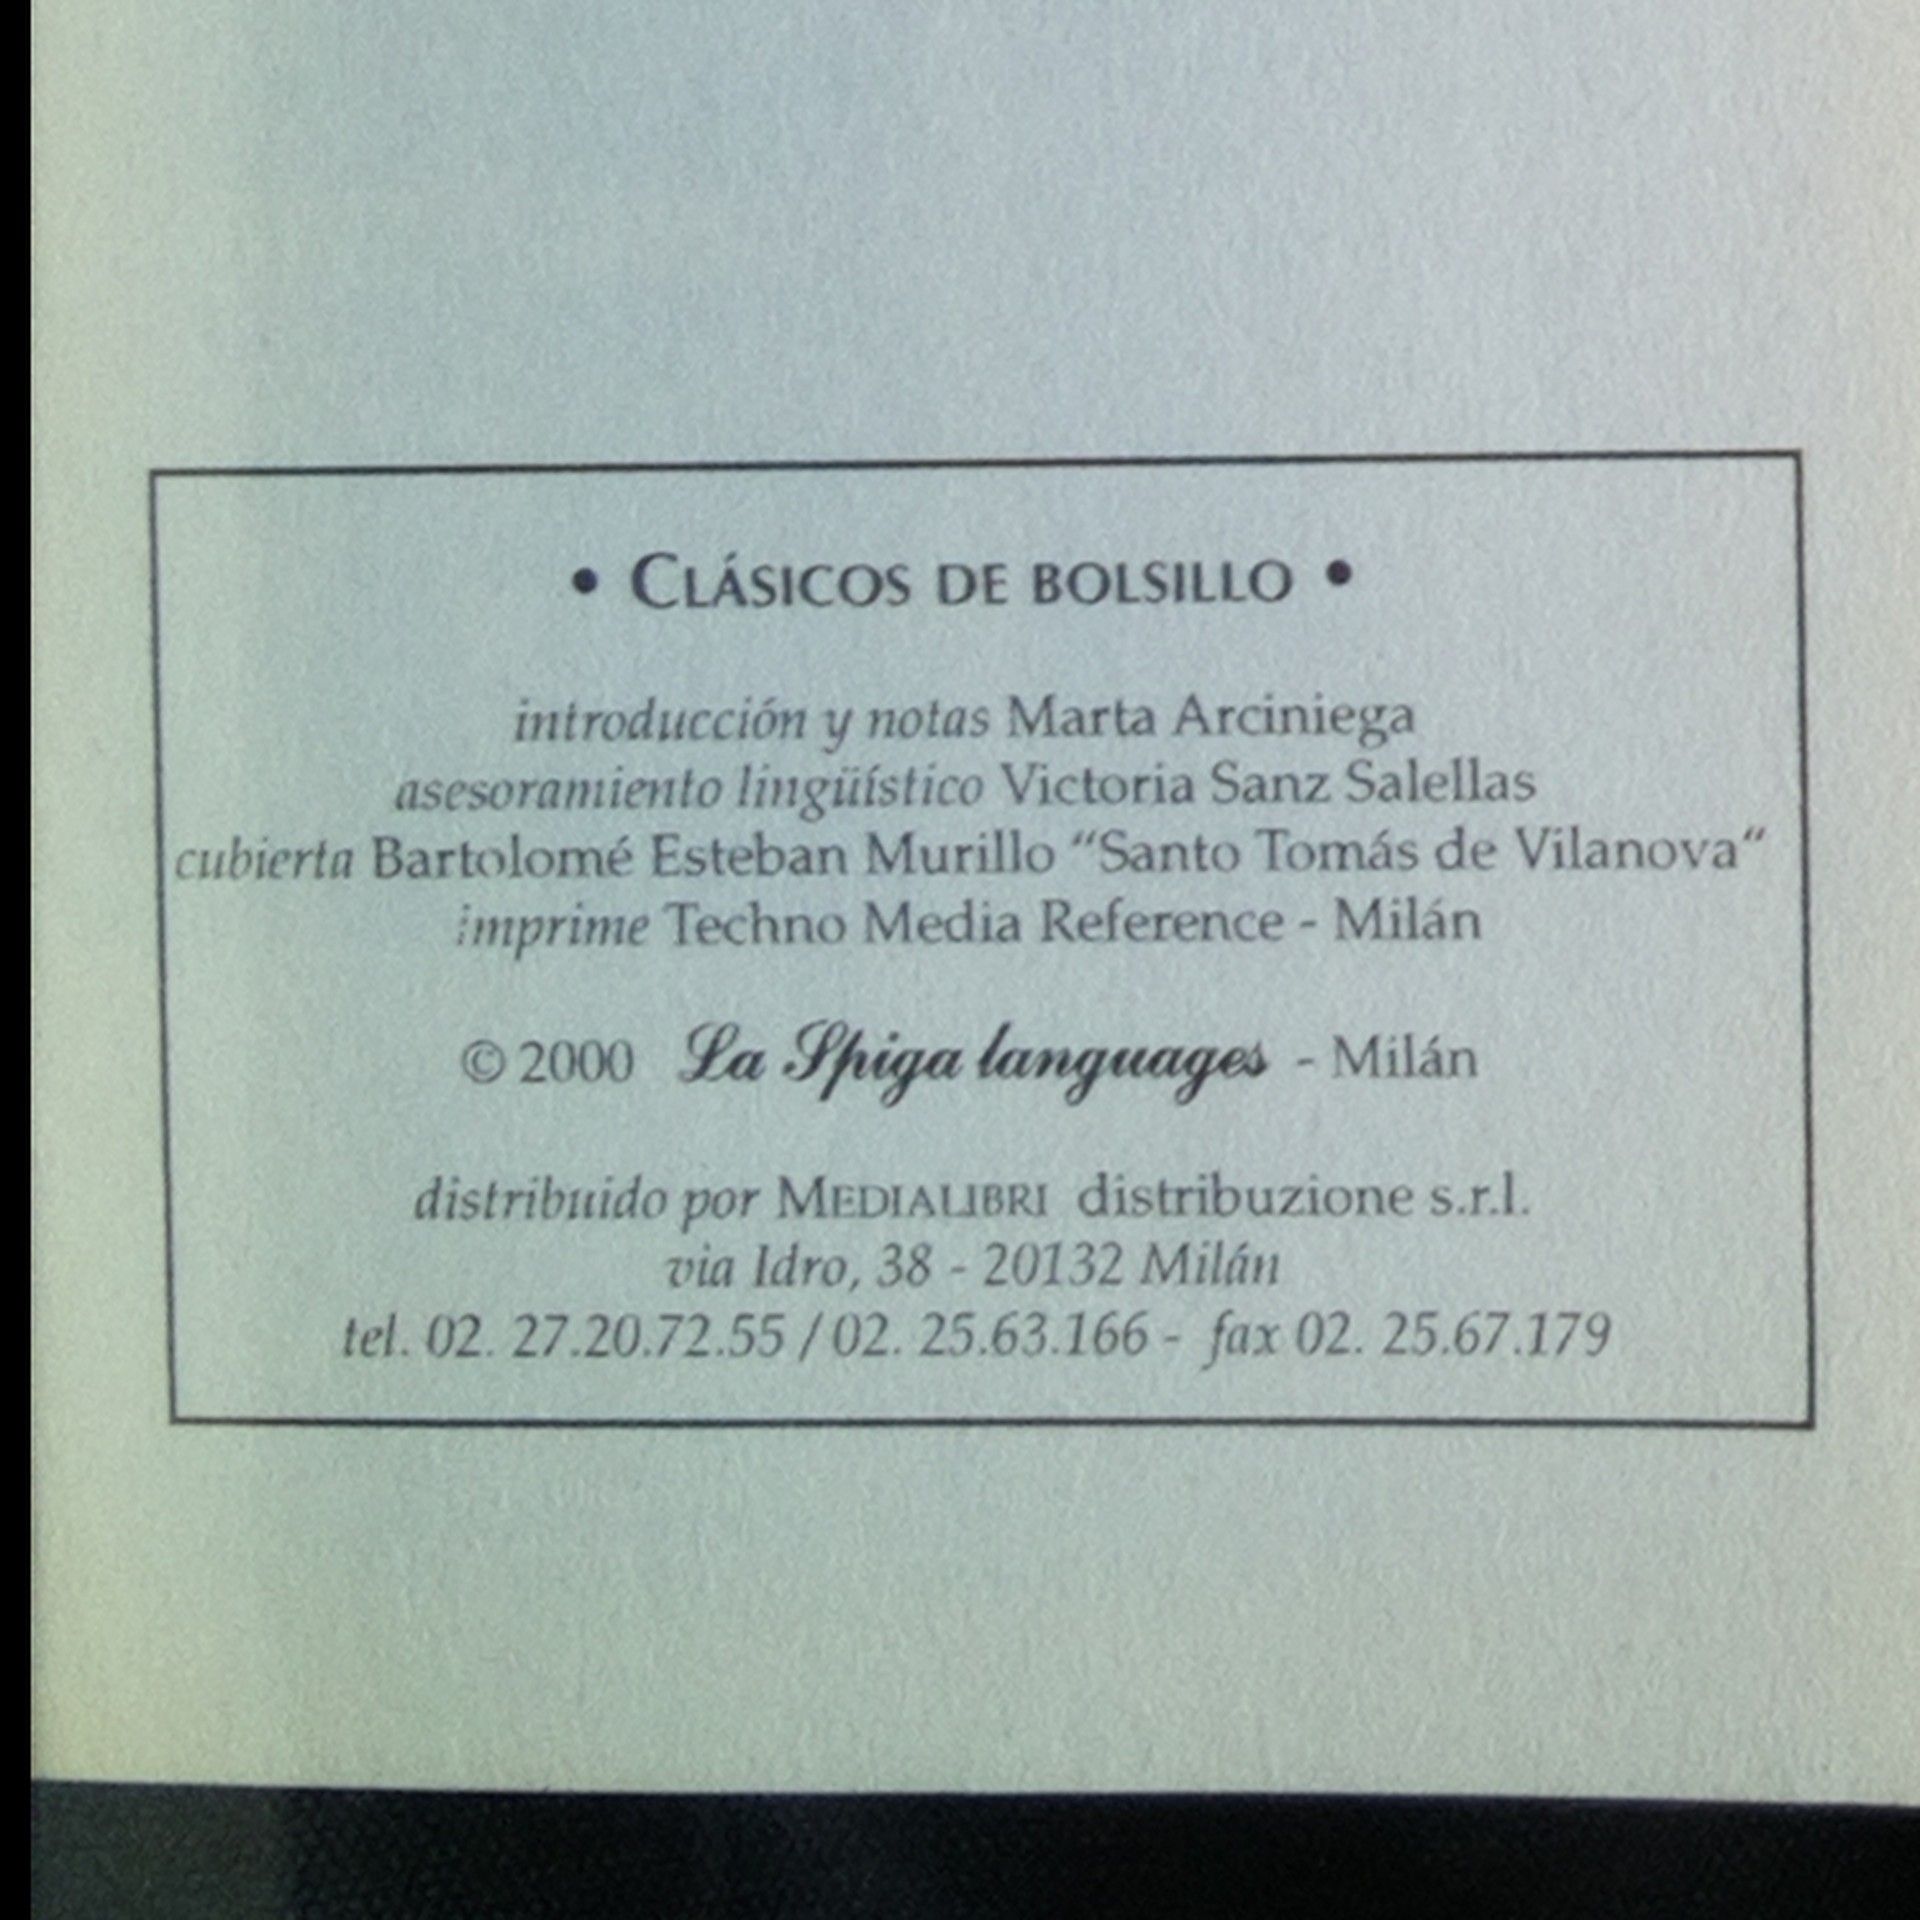 • CLÁSICOS DE BOLSILLO •
introducción y notas Marta Arciniega
asesoramiento lingüístico Victoria Sanz Salellas
cubierta Bartolomé Esteban Murillo “Santo Tomás de Vilanova“
imprime Techno Media Reference - Milán
© 2000 La Spiga languages - Milán
distribuido por MEDIALIBRI distribuzione s.r.l.
via Idro, 38 - 20132 Milán
tel. 02. 27.20.72.55 / 02. 25.63.166 - fax 02. 25.67.179